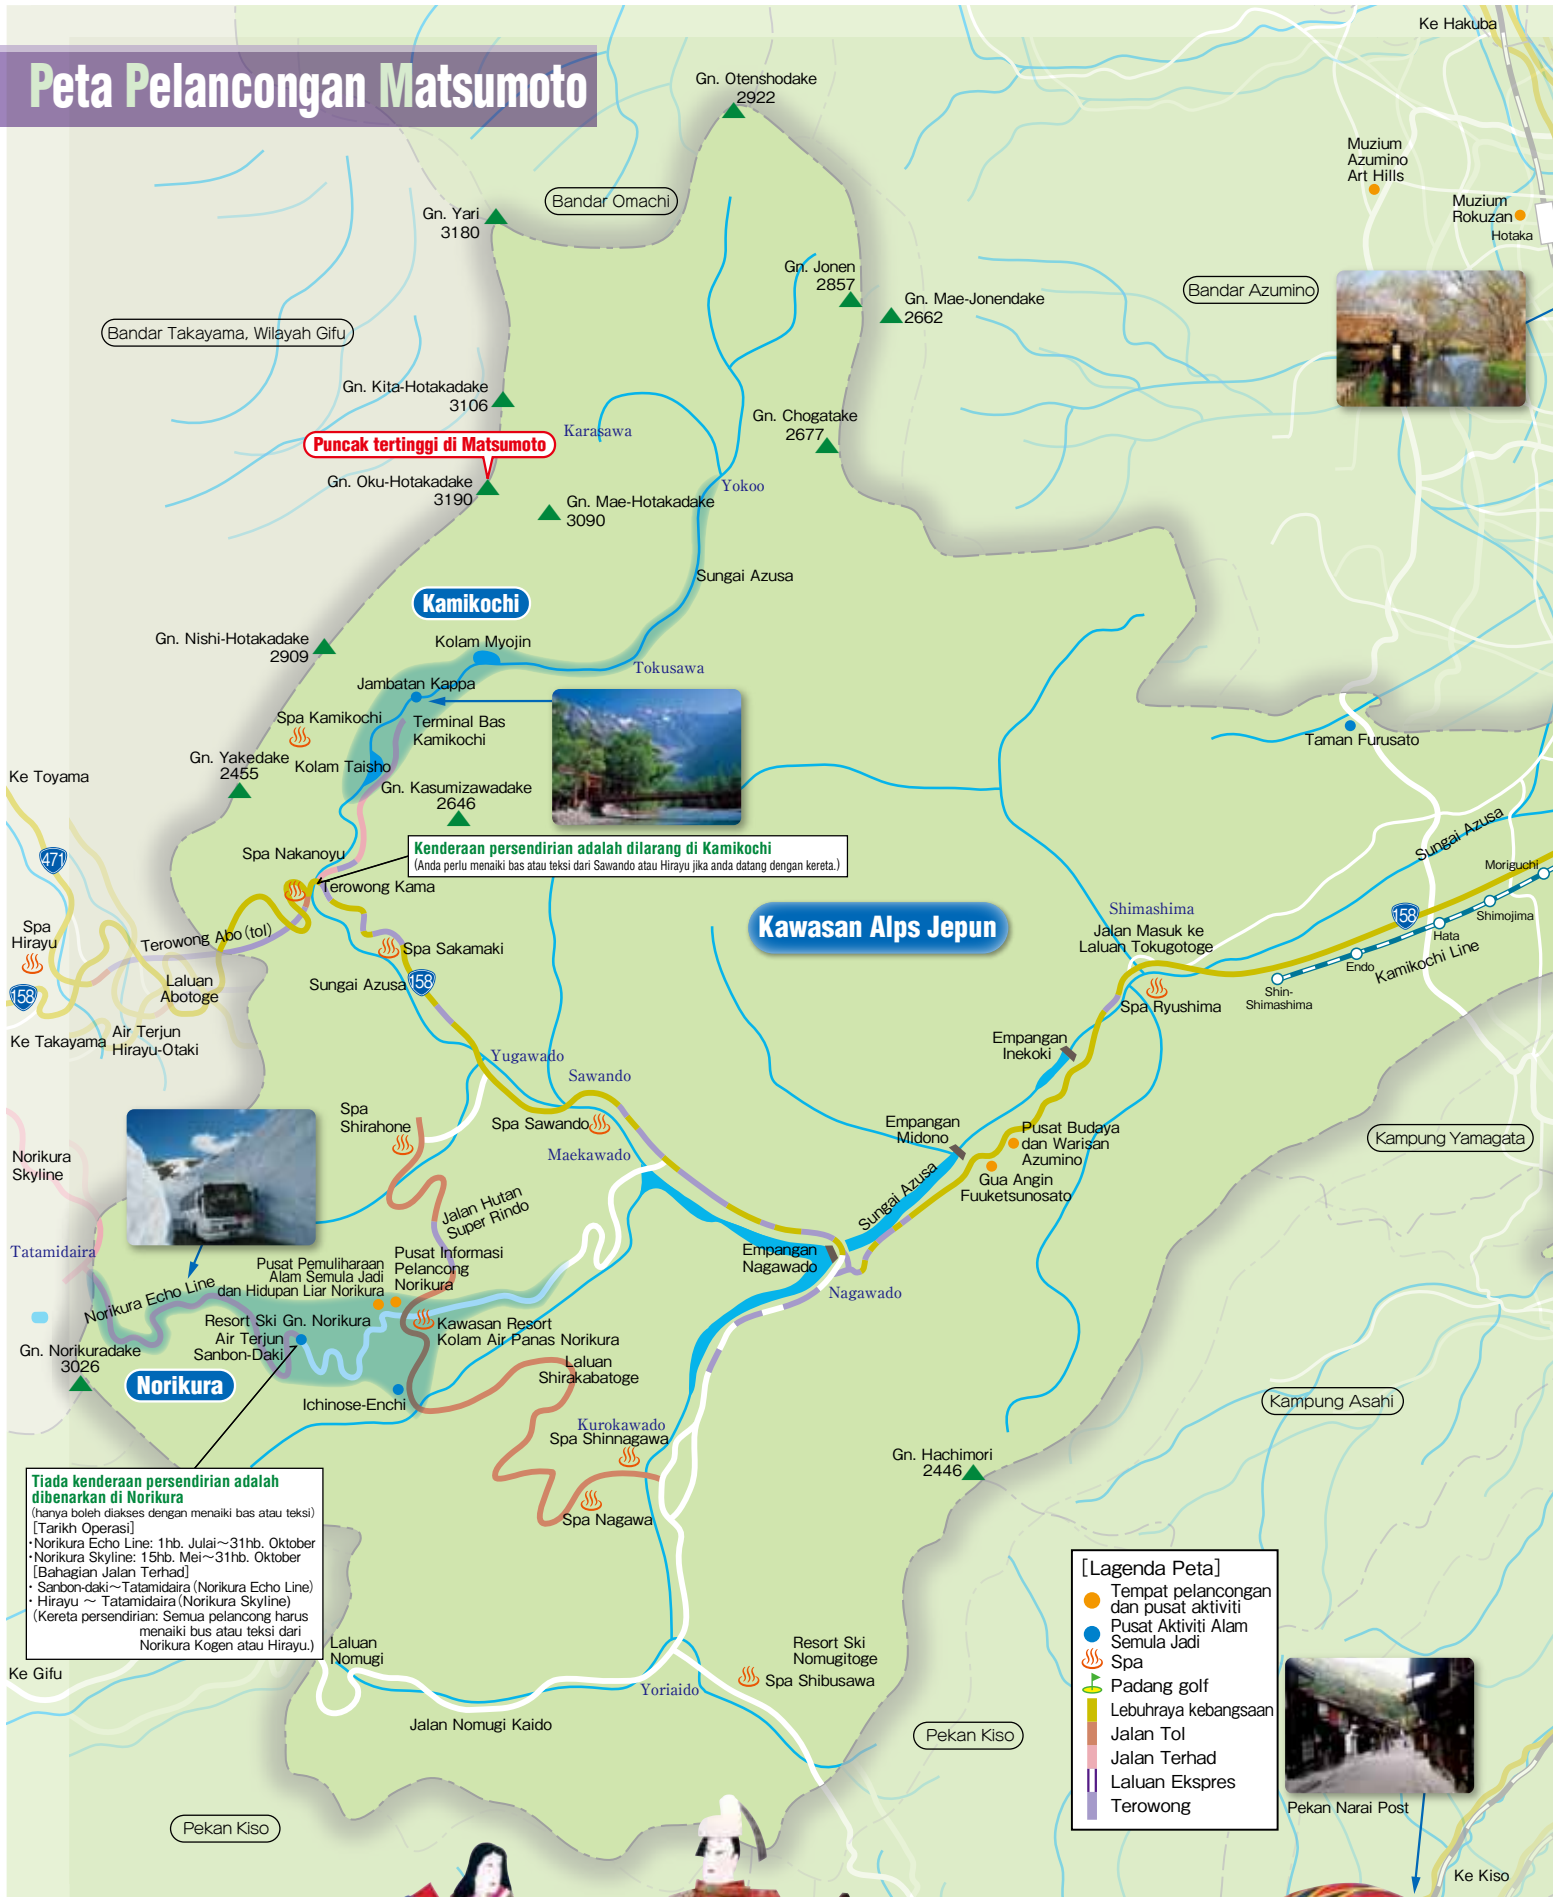 Peta Pelancongan Matsumoto
Ke Hakuba
Gn. Otenshodake
2922
Muzium
Azumino
Art Hills
Muzium
Rokuzan
Hotaka
Bandar Omachi
Gn. Yari
3180
Gn. Jonen
2857
Gn. Mae-Jonendake
2662
Bandar Azumino
Bandar Takayama, Wilayah Gifu
Gn. Kita-Hotakadake
3106
Karasawa
Gn. Chogatake
2677
Puncak tertinggi di Matsumoto
Gn. Oku-Hotakadake
3190
Yokoo
Gn. Mae-Hotakadake
3090
Sungai Azusa
Kamikochi
Gn. Nishi-Hotakadake
2909
Kolam Myojin
Tokusawa
Jambatan Kappa
Spa Kamikochi
Terminal Bas
Kamikochi
Taman Furusato
Gn. Yakedake
2455
Kolam Taisho
Ke Toyama
Gn. Kasumizawadake
2646
Kenderaan persendirian adalah dilarang di Kamikochi
(Anda perlu menaiki bas atau teksi dari Sawando atau Hirayu jika anda datang dengan kereta.)
Sungai Azusa
Moriguchi
471
Spa Nakanoyu
Terowong Kama
Shimojima
158
Hata
Kamikochi Line
Endo
Shin-
Shimashima
Kawasan Alps Jepun
Shimashima
Jalan Masuk ke
Laluan Tokugotoge
Spa Ryushima
Spa
Hirayu
Terowong Abo (tol)
Spa Sakamaki
Sungai Azusa
158
158
Laluan
Abotoge
Ke Takayama
Air Terjun
Hirayu-Otaki
Empangan
Inekoki
Yugawado
Sawando
Spa
Shirahone
Spa Sawando
Empangan
Midono
Pusat Budaya
dan Warisan
Azumino
Gua Angin
Fuuketsunosato
Kampung Yamagata
Maekawado
Norikura
Skyline
Jalan Hutan
Super Rindo
Sungai Azusa
Tatamidaira
Pusat Informasi
Pelancong
Norikura
Pusat Pemuliharaan
Alam Semula Jadi
dan Hidupan Liar Norikura
Empangan
Nagawado
Nagawado
Norikura Echo Line
Resort Ski Gn. Norikura
Air Terjun
Sanbon-Daki
Kawasan Resort
Kolam Air Panas Norikura
Gn. Norikuradake
3026
Norikura
Laluan
Shirakabatoge
Ichinose-Enchi
Kampung Asahi
Kurokawado
Spa Shinnagawa
Gn. Hachimori
2446
Spa Nagawa
Tiada kenderaan persendirian adalah
dibenarkan di Norikura
(hanya boleh diakses dengan menaiki bas atau teksi)
[Tarikh Operasi]
・Norikura Echo Line: 1hb. Julai～31hb. Oktober
・Norikura Skyline: 15hb. Mei～31hb. Oktober
[Bahagian Jalan Terhad]
・Sanbon-daki～Tatamidaira (Norikura Echo Line)
・Hirayu ～ Tatamidaira (Norikura Skyline)
(Kereta persendirian: Semua pelancong harus
menaiki bus atau teksi dari
Norikura Kogen atau Hirayu.)
[Lagenda Peta]
Tempat pelancongan
dan pusat aktiviti
Pusat Aktiviti Alam
Semula Jadi
Spa
Padang golf
Lebuhraya kebangsaan
Jalan Tol
Jalan Terhad
Laluan Ekspres
Terowong
Ke Gifu
Laluan
Nomugi
Resort Ski
Nomugitoge
Spa Shibusawa
Yoriaido
Jalan Nomugi Kaido
Pekan Kiso
Pekan Kiso
Pekan Narai Post
Ke Kiso